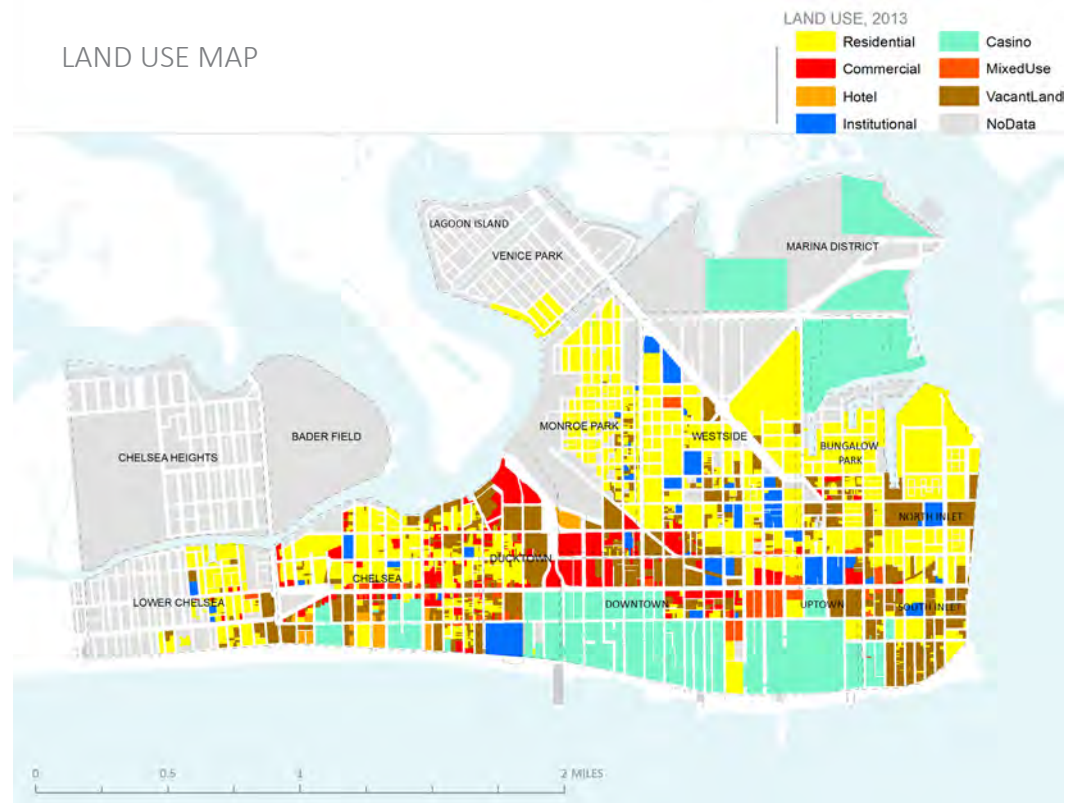 LAND USE MAP
LAND USE, 2013
Residential
Commercial
Hotel
Institutional
Casino
MixedUse
VacantLand
NoData
LAGOON ISLAND
VENICE PARK
MARINA DISTRICT
CHELSEA HEIGHTS
BADER FIELD
MONROE PARK
WESTSIDE
BUNGALOW
PARK
NORTH INLET
DUCKTOWN
CHELSEA
LOWER CHELSEA
DOWNTOWN
UPTOWN
SOUTH INLET
0
0.5
1
2 MILES